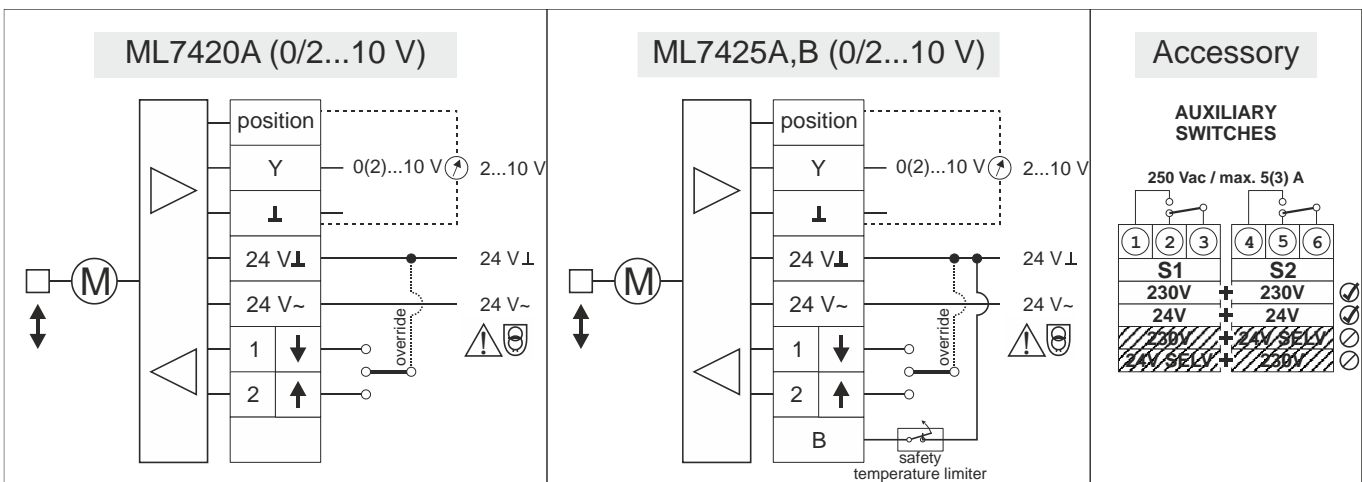 ML7420A (0/2...10 V)
position
Y
0(2)...10 V
2...10 V
⊥
24 V⊥
24 V⊥
24 V~
24 V~
M
override
1
2
ML7425A,B (0/2...10 V)
position
Y
0(2)...10 V
2...10 V
⊥
24 V⊥
24 V⊥
24 V~
24 V~
M
override
1
2
B
safety
temperature limiter
Accessory
AUXILIARY
SWITCHES
250 Vac / max. 5(3) A
1 2 3 4 5 6
S1 S2
230V + 230V
24V + 24V
230V + 24V SELV
24V SELV + 230V